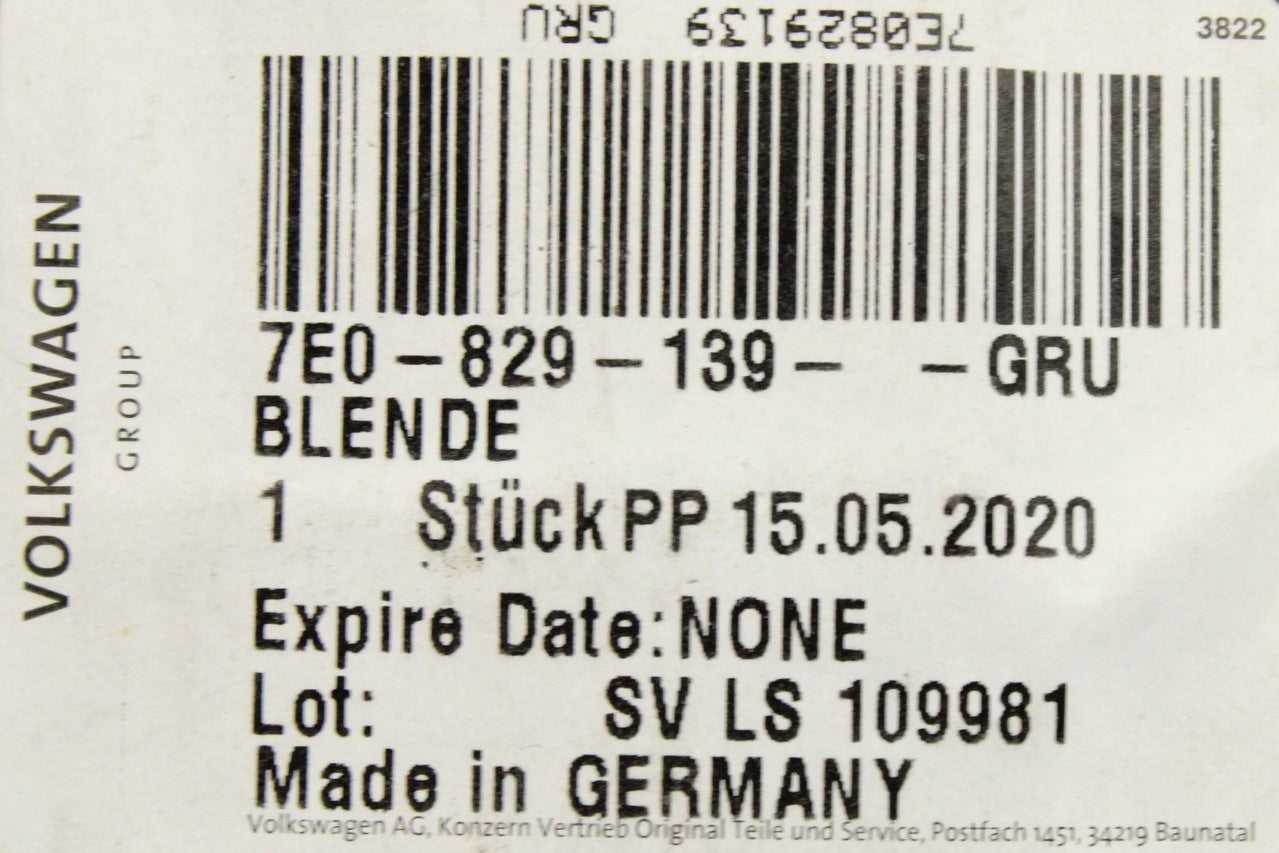 7E0829139 GRU
3822
VOLKSWAGEN
GROUP
7E0-829-139- -GRU
BLENDE
1 Stück PP 15.05.2020
Expire Date:NONE
Lot: SV LS 109981
Made in GERMANY
Volkswagen AG, Konzern Vertrieb Original Teile und Service, Postfach 1451, 34219 Baunatal